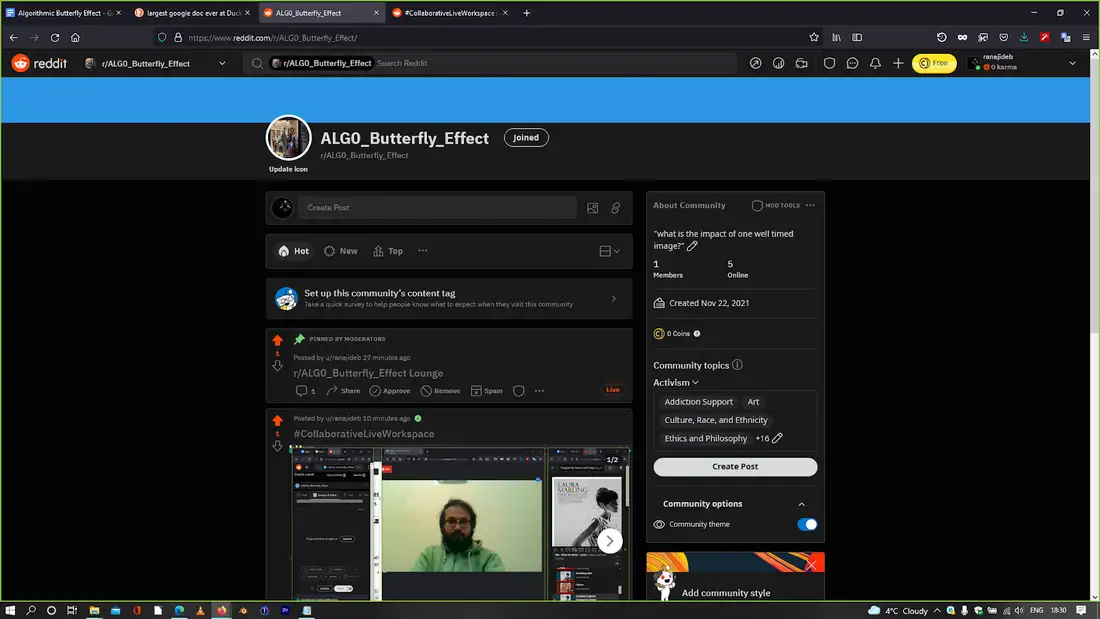 Algorithmic Butterfly Effect - G
largest google doc ever at Duc
ALG0_Butterfly_Effect
#CollaborativeLiveWorkspace
https://www.reddit.com/r/ALG0_Butterfly_Effect/
reddit
r/ALG0_Butterfly_Effect
r/ALG0_Butterfly_Effect
Search Reddit
Free
ranajideb
0 karma
ALG0_Butterfly_Effect
Joined
r/ALG0_Butterfly_Effect
Update icon
Create Post
Hot
New
Top
Set up this community's content tag
Take a quick survey to help people know what to expect when they visit this community
PINNED BY MODERATORS
1
Posted by u/ranajideb 27 minutes ago
r/ALG0_Butterfly_Effect Lounge
1
Share
Approve
Remove
Spam
Live
Posted by u/ranajideb 10 minutes ago
1
#CollaborativeLiveWorkspace
1/2
LAURA
MARLING
About Community
MOD TOOLS
"what is the impact of one well timed
image?"
1
5
Members
Online
Created Nov 22, 2021
0 Coins
Community topics
Activism
Addiction Support
Art
Culture, Race, and Ethnicity
Ethics and Philosophy
+16
Create Post
Community options
Community theme
Add community style
4°C Cloudy
ENG
18:30